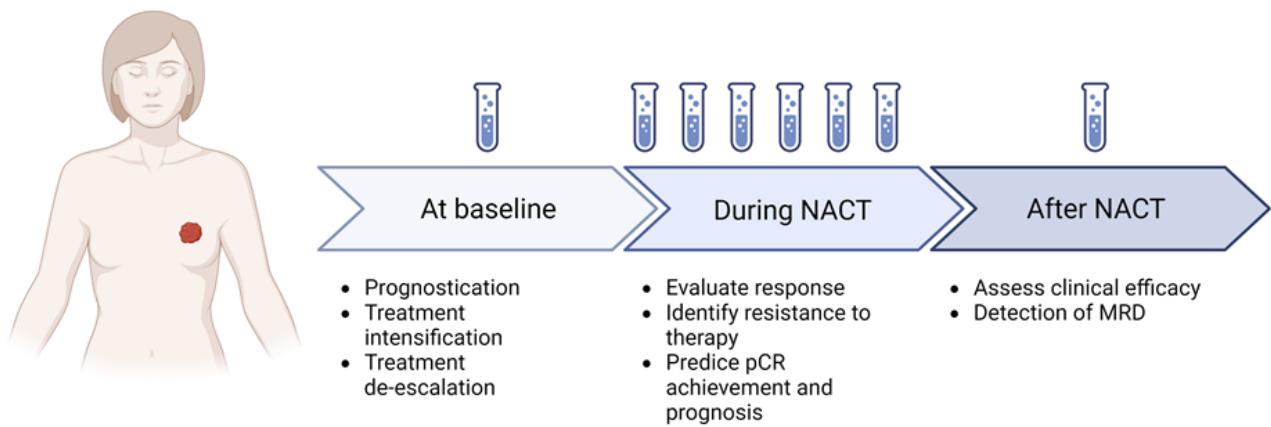 At baseline
During NACT
After NACT
• Prognostication
• Treatment
intensification
• Treatment
de-escalation
• Evaluate response
• Identify resistance to
therapy
• Predice pCR
achievement and
prognosis
• Assess clinical efficacy
• Detection of MRD